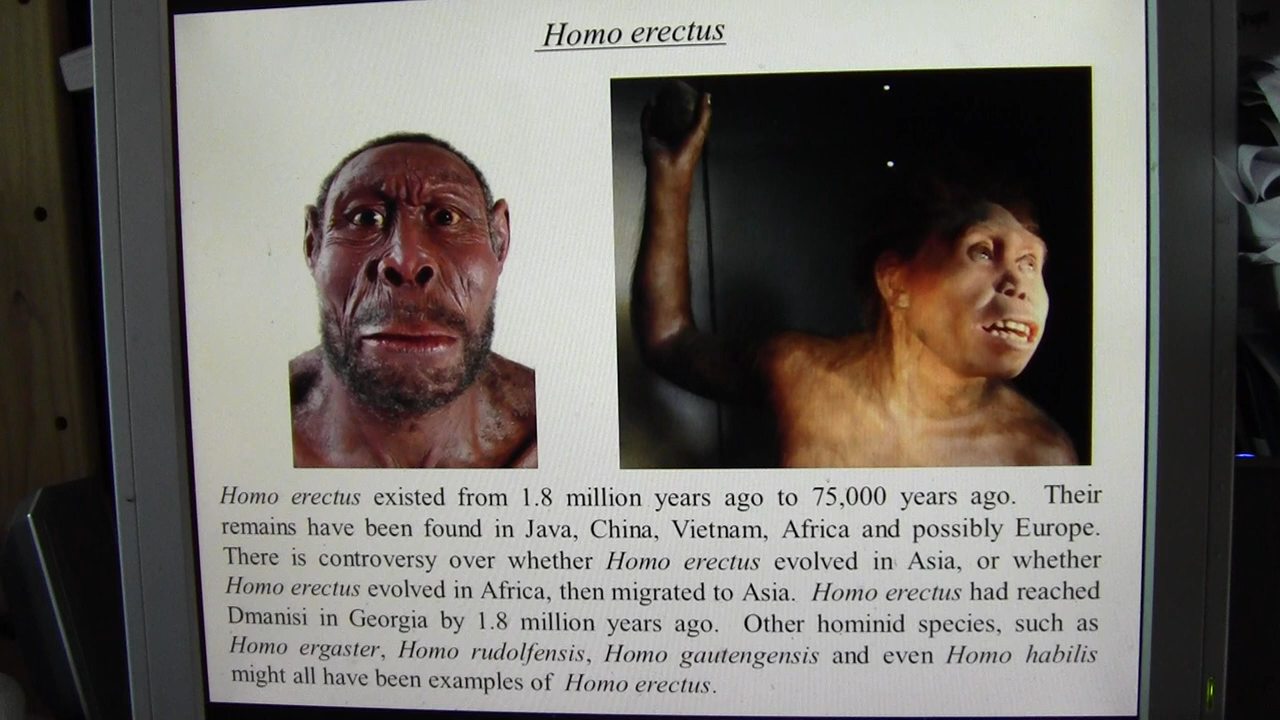 Homo erectus
Homo erectus existed from 1.8 million years ago to 75,000 years ago. Their
remains have been found in Java, China, Vietnam, Africa and possibly Europe.
There is controversy over whether Homo erectus evolved in Asia, or whether
Homo erectus evolved in Africa, then migrated to Asia. Homo erectus had reached
Dmanisi in Georgia by 1.8 million years ago. Other hominid species, such as
Homo ergaster, Homo rudolfensis, Homo gautengensis and even Homo habilis
might all have been examples of Homo erectus.